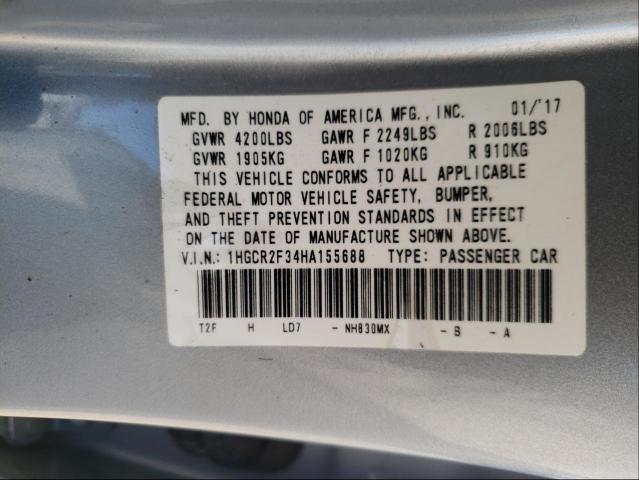 MFD. BY HONDA OF AMERICA MFG., INC. 01/'17
GVWR 4200LBS GAWR F 2249LBS R 2006LBS
GVWR 1905KG GAWR F 1020KG R 910KG
THIS VEHICLE CONFORMS TO ALL APPLICABLE
FEDERAL MOTOR VEHICLE SAFETY, BUMPER,
AND THEFT PREVENTION STANDARDS IN EFFECT
ON THE DATE OF MANUFACTURE SHOWN ABOVE.
V.I.N.: 1HGCR2F34HA155688 TYPE: PASSENGER CAR
T2F H LD7 - NH830MX - B - A